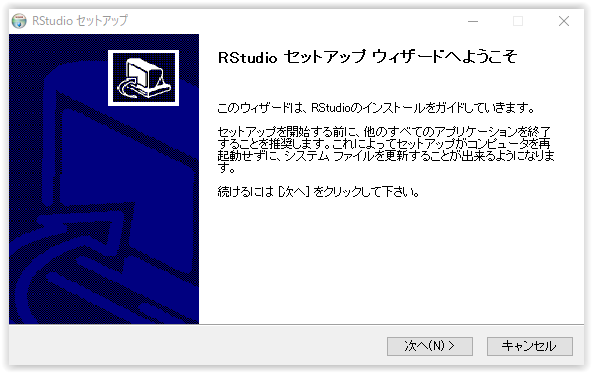 RStudio セットアップ
RStudio セットアップ ウィザードへようこそ
このウィザードは、RStudioのインストールをガイドしていきます。
セットアップを開始する前に、他のすべてのアプリケーションを終了
することを推奨します。これによってセットアップがコンピュータを再
起動せずに、システム ファイルを更新することが出来るようになりま
す。
続けるには [次へ] をクリックして下さい。
次へ(N) >
キャンセル